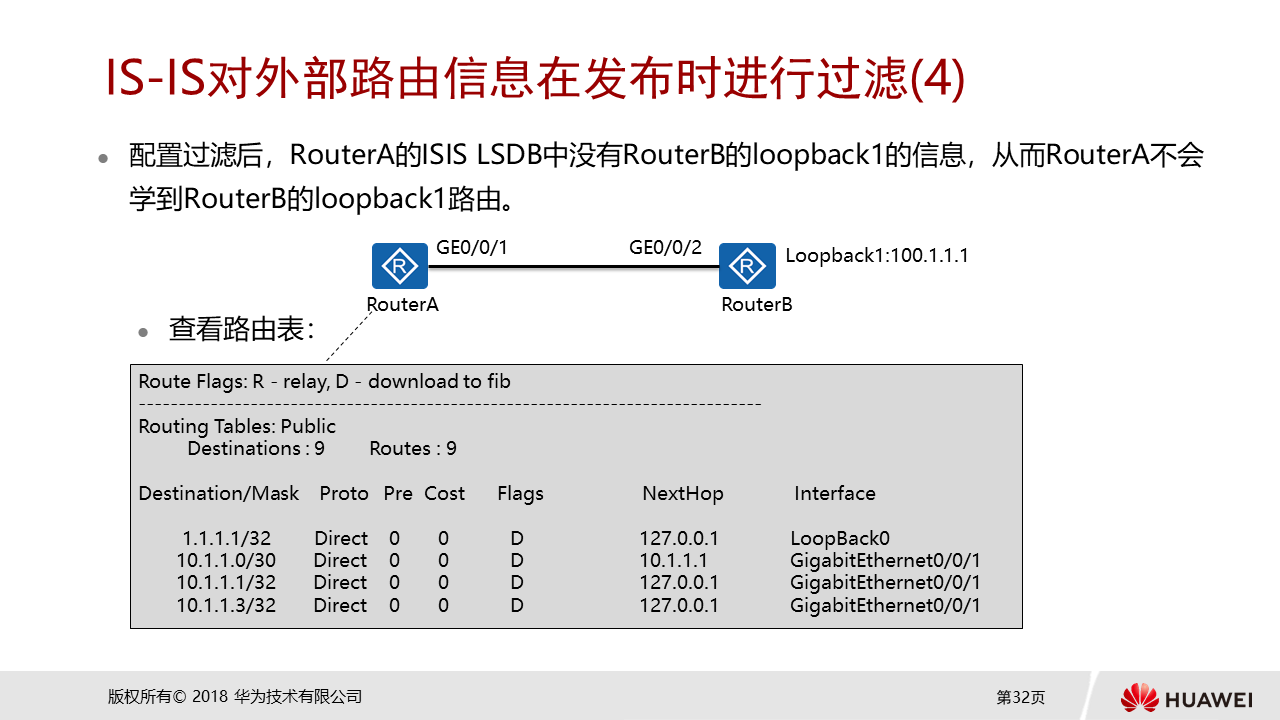 IS-IS对外部路由信息在发布时进行过滤(4)
配置过滤后，RouterA的ISIS LSDB中没有RouterB的loopback1的信息，从而RouterA不会
学到RouterB的loopback1路由。
GE0/0/1 GE0/0/2 Loopback1:100.1.1.1
R R
RouterA RouterB
查看路由表：
Route Flags: R - relay, D - download to fib
------------------------------------------------------------------------------
Routing Tables: Public
Destinations : 9 Routes : 9
Destination/Mask Proto Pre Cost Flags NextHop Interface
1.1.1.1/32 Direct 0 0 D 127.0.0.1 LoopBack0
10.1.1.0/30 Direct 0 0 D 10.1.1.1 GigabitEthernet0/0/1
10.1.1.1/32 Direct 0 0 D 127.0.0.1 GigabitEthernet0/0/1
10.1.1.3/32 Direct 0 0 D 127.0.0.1 GigabitEthernet0/0/1
版权所有© 2018 华为技术有限公司 第32页 HUAWEI